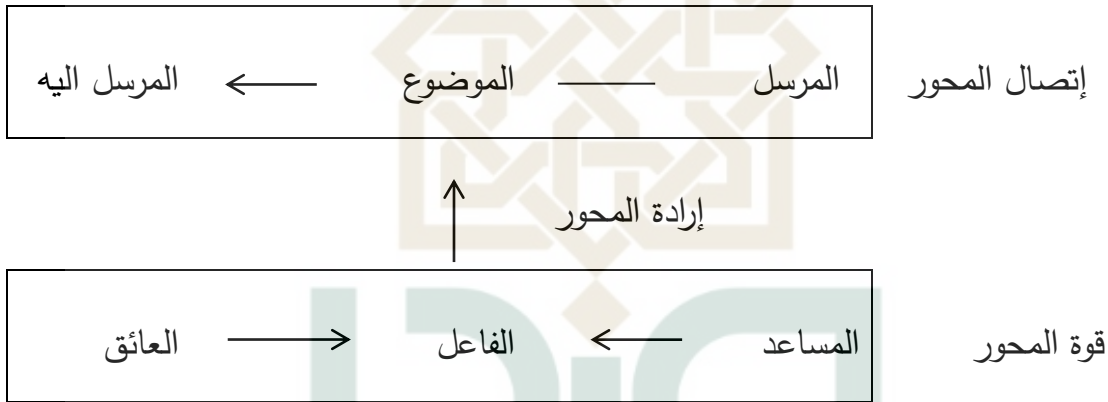 إتصال المحور المرسل الموضوع المرسل اليه
إرادة المحور
قوة المحور المساعد الفاعل العائق